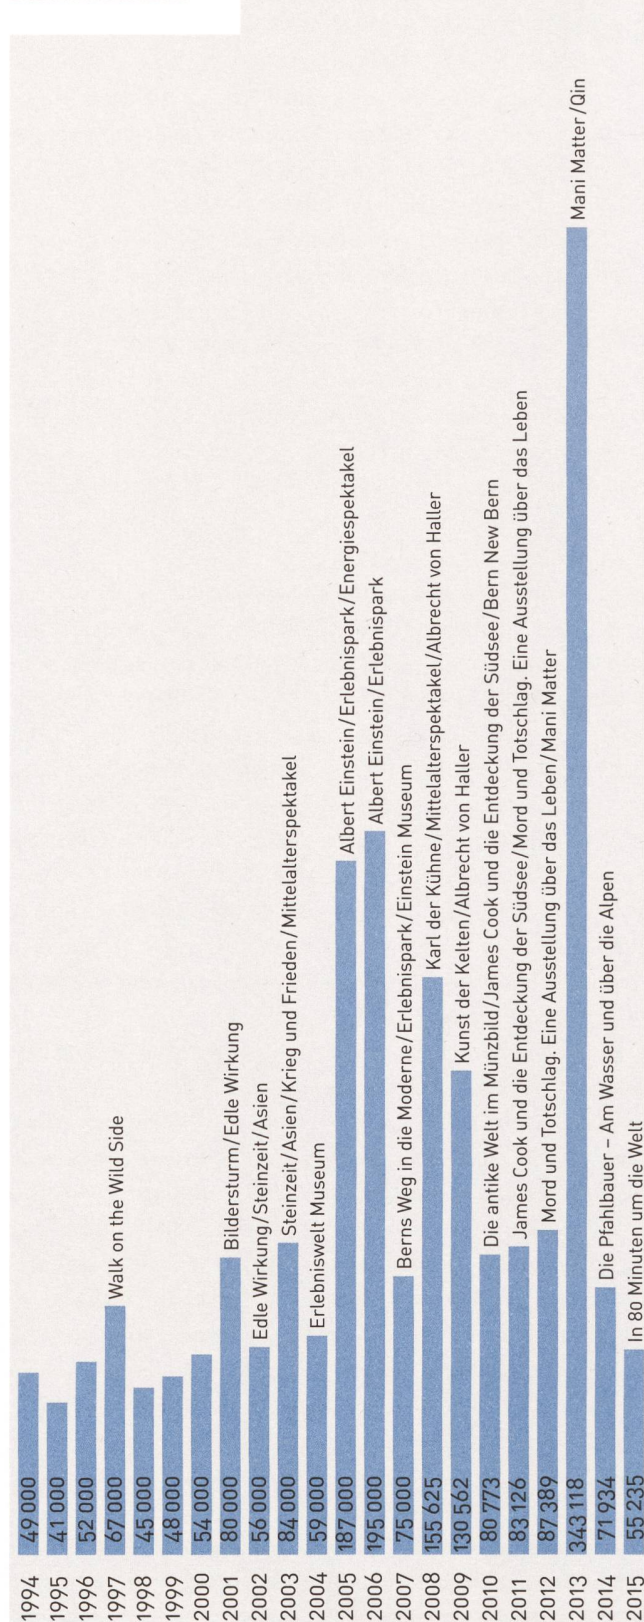 1994 49 000
1995 41 000
1996 52 000
1997 67 000 Walk on the Wild Side
1998 45 000
1999 48 000
2000 54 000
2001 80 000 Bildersturm/Edle Wirkung
2002 56 000 Edle Wirkung/Steinzeit/Asien
2003 84 000 Steinzeit/Asien/Krieg und Frieden/Mittelalterspektakel
2004 59 000 Erlebniswelt Museum
2005 187 000 Albert Einstein/Erlebnispark/Energiespektakel
2006 195 000 Albert Einstein/Erlebnispark
2007 75 000 Berns Weg in die Moderne/Erlebnispark/Einstein Museum
2008 155 625 Karl der Kühne/Mittelalterspektakel/Albrecht von Haller
2009 130 562 Kunst der Kelten/Albrecht von Haller
2010 80 773 Die antike Welt im Münzbild/James Cook und die Entdeckung der Südsee/Bern New Bern
2011 83 126 James Cook und die Entdeckung der Südsee/Mord und Totschlag. Eine Ausstellung über das Leben
2012 87 389 Mord und Totschlag. Eine Ausstellung über das Leben/Mani Matter
2013 343 118 Mani Matter/Qin
2014 71 934 Die Pfahlbauer – Am Wasser und über die Alpen
2015 55 235 In 80 Minuten um die Welt